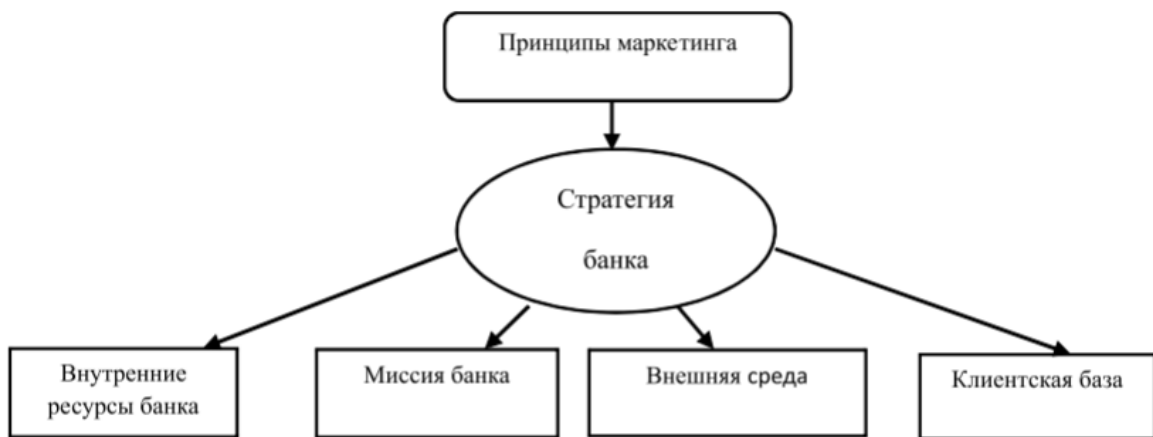 Принципы маркетинга
Стратегия
банка
Внутренние
ресурсы банка
Миссия банка
Внешняя среда
Клиентская база